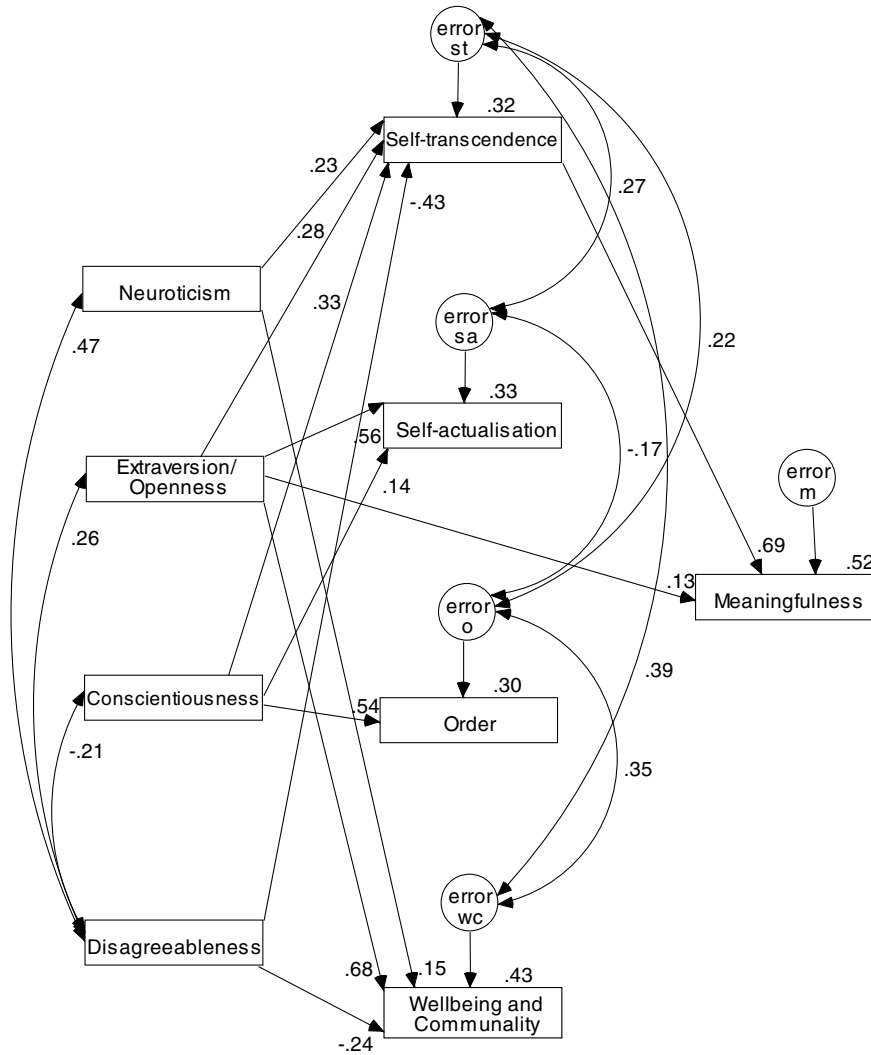 error
st
.32
Self-transcendence
.23
-.43
.27
.28
Neuroticism
.33
error
sa
.47
.22
.33
Self-actualisation
.56
-.17
Extraversion/
Openness
.14
error
m
.26
.69
.52
.13
Meaningfulness
error
o
.39
Conscientiousness
.30
.54
Order
-.21
.35
error
wc
Disagreeableness
.68
.15
.43
Wellbeing and
Communality
-.24